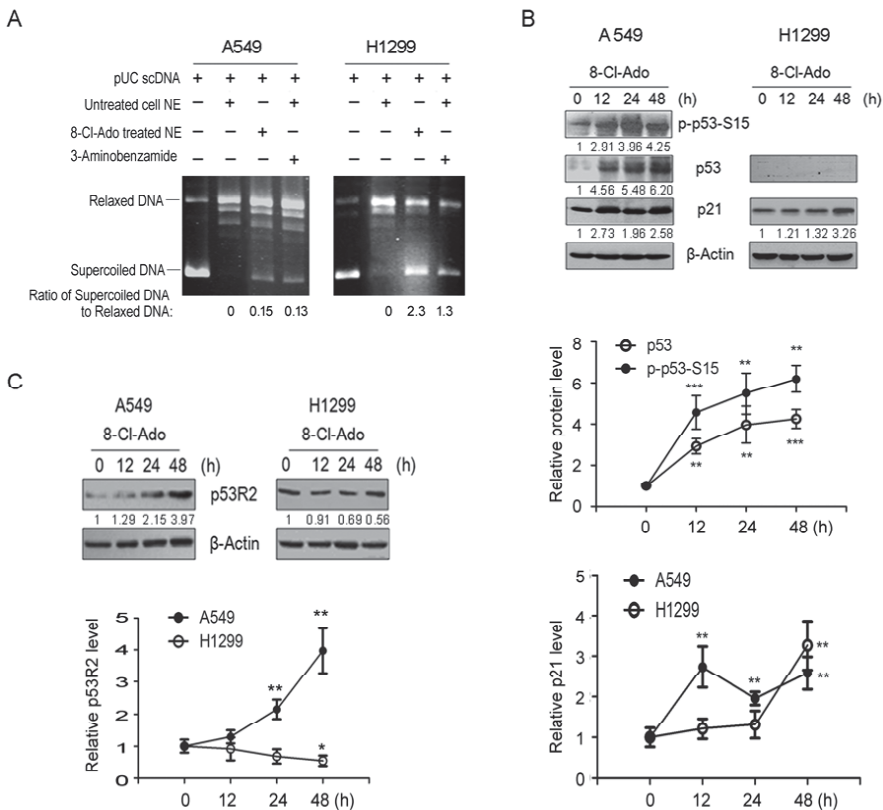 A
A549 H1299
pUC scDNA + + + + + + + +
Untreated cell NE − + − + − + − +
8-Cl-Ado treated NE − − + − − − + −
3-Aminobenzamide − − − + − − − +
Relaxed DNA
Supercoiled DNA
Ratio of Supercoiled DNA
to Relaxed DNA: 0 0.15 0.13 0 2.3 1.3
B
A549 H1299
8-Cl-Ado 8-Cl-Ado
0 12 24 48 (h) 0 12 24 48 (h)
p-p53-S15
1 2.91 3.96 4.25
p53
1 4.56 5.48 6.20
p21
1 2.73 1.96 2.58 1 1.21 1.32 3.26
β-Actin
Relative protein level
8
6
4
2
0
p53
p-p53-S15
*** ** **
** ** ***
0 12 24 48 (h)
Relative p21 level
5
4
3
2
1
0
A549
H1299
** ** ** **
0 12 24 48 (h)
C
A549 H1299
8-Cl-Ado 8-Cl-Ado
0 12 24 48 (h) 0 12 24 48 (h)
p53R2
1 1.29 2.15 3.97 1 0.91 0.69 0.56
β-Actin
Relative p53R2 level
5
4
3
2
1
0
A549
H1299
** ** *
0 12 24 48 (h)